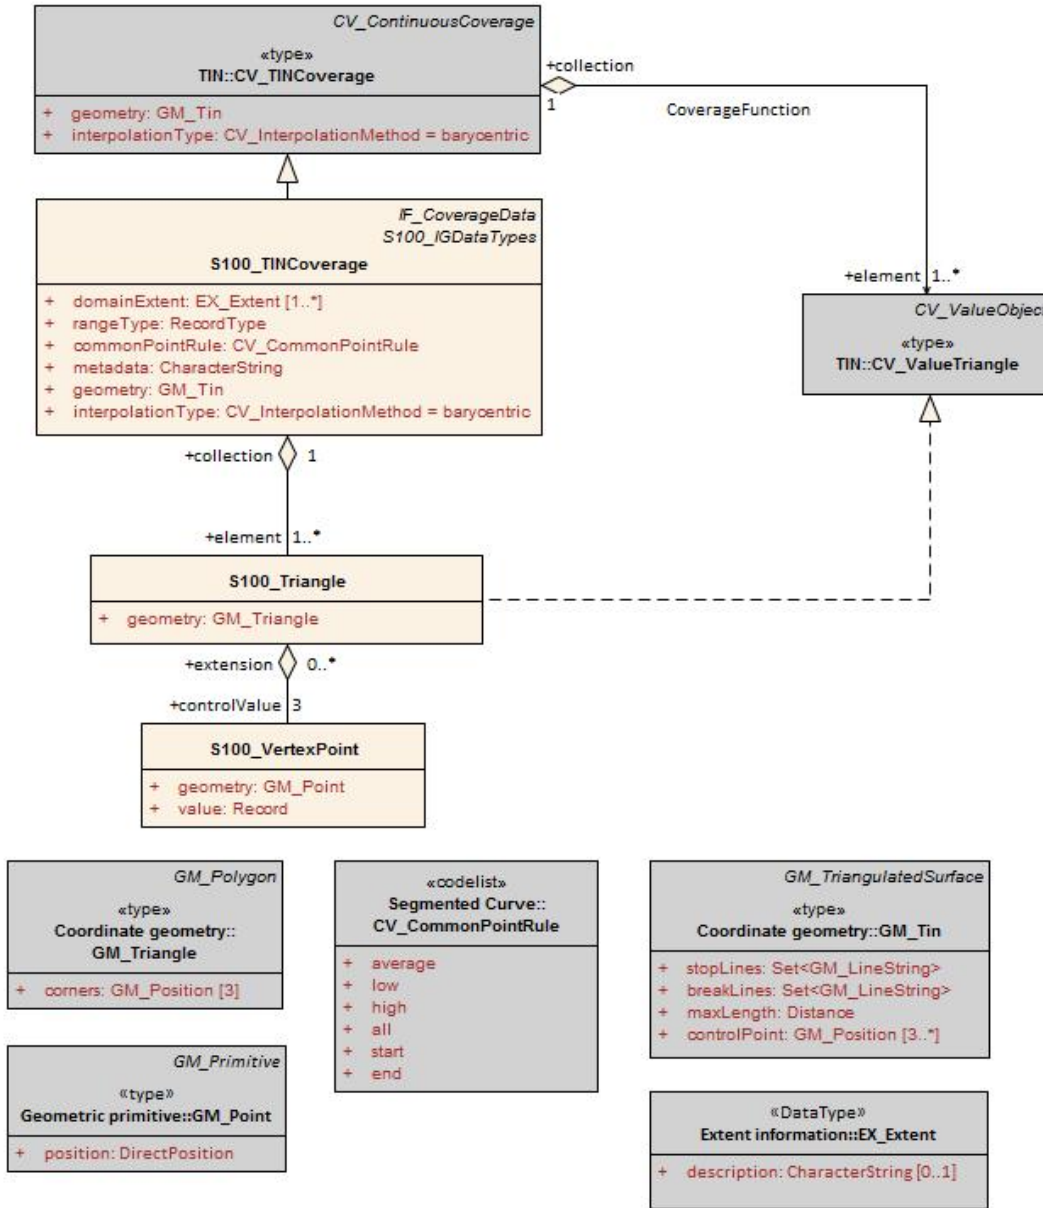 CV_ContinuousCoverage
«type»
TIN::CV_TINCoverage
+ geometry: GM_Tin
+ interpolationType: CV_InterpolationMethod = barycentric
+collection
1
CoverageFunction
IF_CoverageData
S100_IGDataTypes
S100_TINCoverage
+ domainExtent: EX_Extent [1..*]
+ rangeType: RecordType
+ commonPointRule: CV_CommonPointRule
+ metadata: CharacterString
+ geometry: GM_Tin
+ interpolationType: CV_InterpolationMethod = barycentric
+element 1..*
CV_ValueObject
«type»
TIN::CV_ValueTriangle
+collection 1
+element 1..*
S100_Triangle
+ geometry: GM_Triangle
+extension 0..*
+controlValue 3
S100_VertexPoint
+ geometry: GM_Point
+ value: Record
GM_Polygon
«type»
Coordinate geometry::
GM_Triangle
+ corners: GM_Position [3]
«codelist»
Segmented Curve::
CV_CommonPointRule
+ average
+ low
+ high
+ all
+ start
+ end
GM_TriangulatedSurface
«type»
Coordinate geometry::GM_Tin
+ stopLines: Set<GM_LineString>
+ breakLines: Set<GM_LineString>
+ maxLength: Distance
+ controlPoint: GM_Position [3..*]
GM_Primitive
«type»
Geometric primitive::GM_Point
+ position: DirectPosition
«DataType»
Extent information::EX_Extent
+ description: CharacterString [0..1]